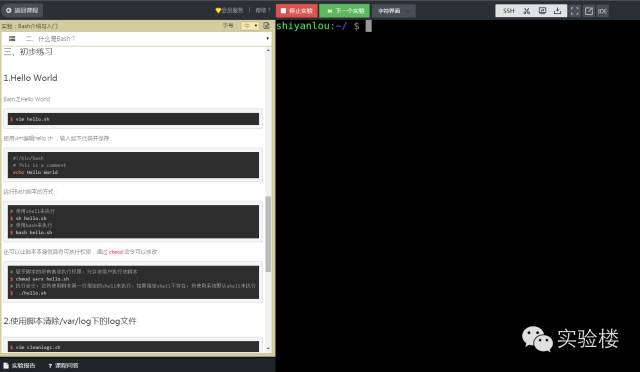 返回课程
会员服务 | 帮助?
停止实验
下一个实验
字符界面
SSH
IDE
实验：Bash介绍与入门
字号
中
二、什么是Bash？
三、初步练习
1.Hello World
Bash之Hello World
$ vim hello.sh
使用vim编辑hello.sh ，输入如下代码并保存：
#!/bin/bash
# This is a comment
echo Hello World
运行Bash脚本的方式：
# 使用shell来执行
$ sh hello.sh
# 使用bash来执行
$ bash hello.sh
还可以让脚本本身就具有可执行权限，通过chmod命令可以修改：
# 赋予脚本的所有者该执行权限，允许该用户执行该脚本
$ chmod u+rx hello.sh
# 执行命令，这将使用脚本第一行指定的shell来执行，如果指定shell不存在，将使用系统默认shell来执行
$ ./hello.sh
2.使用脚本清除/var/log下的log文件
$ vim cleanlogs.sh
实验报告
? 课程问答
shiyanlou:~/ $
实验楼